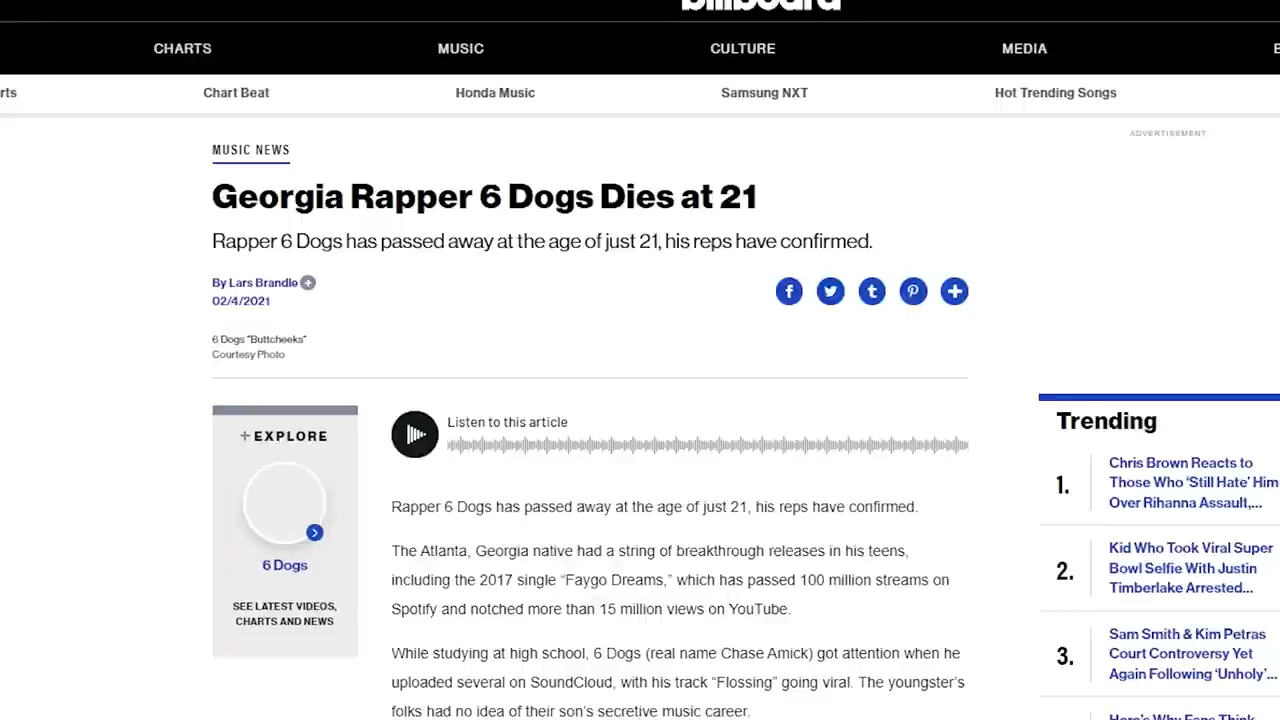 billboard
CHARTS MUSIC CULTURE MEDIA
Chart Beat Honda Music Samsung NXT Hot Trending Songs
ADVERTISEMENT
MUSIC NEWS
Georgia Rapper 6 Dogs Dies at 21
Rapper 6 Dogs has passed away at the age of just 21, his reps have confirmed.
By Lars Brandle
02/4/2021
6 Dogs "Buttcheeks"
Courtesy Photo
+EXPLORE
6 Dogs
SEE LATEST VIDEOS,
CHARTS AND NEWS
Listen to this article
Rapper 6 Dogs has passed away at the age of just 21, his reps have confirmed.
The Atlanta, Georgia native had a string of breakthrough releases in his teens,
including the 2017 single “Faygo Dreams,” which has passed 100 million streams on
Spotify and notched more than 15 million views on YouTube.
While studying at high school, 6 Dogs (real name Chase Amick) got attention when he
uploaded several on SoundCloud, with his track “Flossing” going viral. The youngster’s
folks had no idea of their son’s secretive music career.
Trending
1.
Chris Brown Reacts to
Those Who ‘Still Hate’ Him
Over Rihanna Assault,...
2.
Kid Who Took Viral Super
Bowl Selfie With Justin
Timberlake Arrested...
3.
Sam Smith & Kim Petras
Court Controversy Yet
Again Following ‘Unholy’...
Here’s Why Fans Think